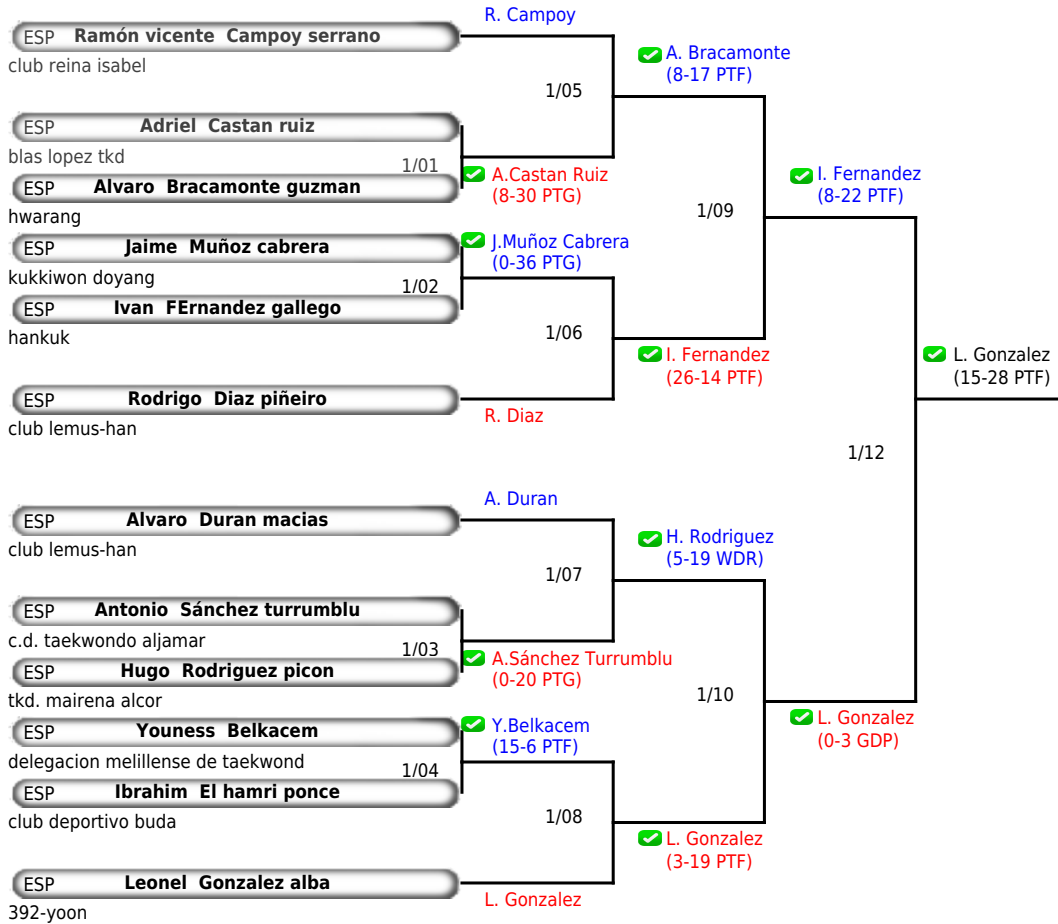 R. Campoy
ESP Ramón vicente Campoy serrano
club reina isabel
A. Bracamonte
(8-17 PTF)
1/05
ESP Adriel Castan ruiz
blas lopez tkd
1/01
A.Castan Ruiz
(8-30 PTG)
ESP Alvaro Bracamonte guzman
hwarang
I. Fernandez
(8-22 PTF)
1/09
ESP Jaime Muñoz cabrera
kukkiwon doyang
J.Muñoz Cabrera
(0-36 PTG)
1/02
ESP Ivan FErnandez gallego
hankuk
1/06
I. Fernandez
(26-14 PTF)
L. Gonzalez
(15-28 PTF)
ESP Rodrigo Diaz piñeiro
club lemus-han
R. Diaz
1/12
A. Duran
ESP Alvaro Duran macias
club lemus-han
H. Rodriguez
(5-19 WDR)
1/07
ESP Antonio Sánchez turrumblu
c.d. taekwondo aljamar
1/03
A.Sánchez Turrumblu
(0-20 PTG)
ESP Hugo Rodriguez picon
tkd. mairena alcor
1/10
ESP Youness Belkacem
delegacion melillense de taekwond
Y.Belkacem
(15-6 PTF)
L. Gonzalez
(0-3 GDP)
1/04
ESP Ibrahim El hamri ponce
club deportivo buda
1/08
L. Gonzalez
(3-19 PTF)
ESP Leonel Gonzalez alba
392-yoon
L. Gonzalez